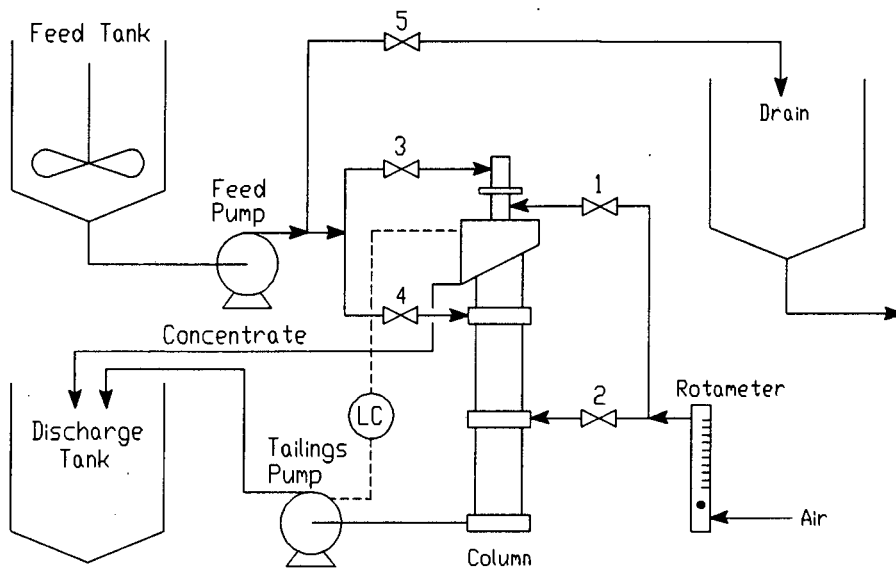 5
Feed Tank
Drain
3
1
Feed
Pump
4
Concentrate
2
Rotameter
LC
Discharge
Tank
Tailings
Pump
Air
Column